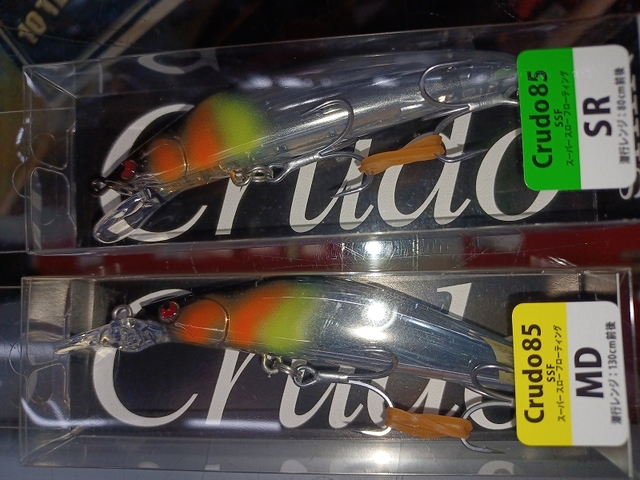 Crudo
Crudo85
SSF
スーパースローフローティング
SR
潜行レンジ：80cm前後
Crudo
Crudo85
SSF
スーパースローフローティング
MD
潜行レンジ：130cm前後